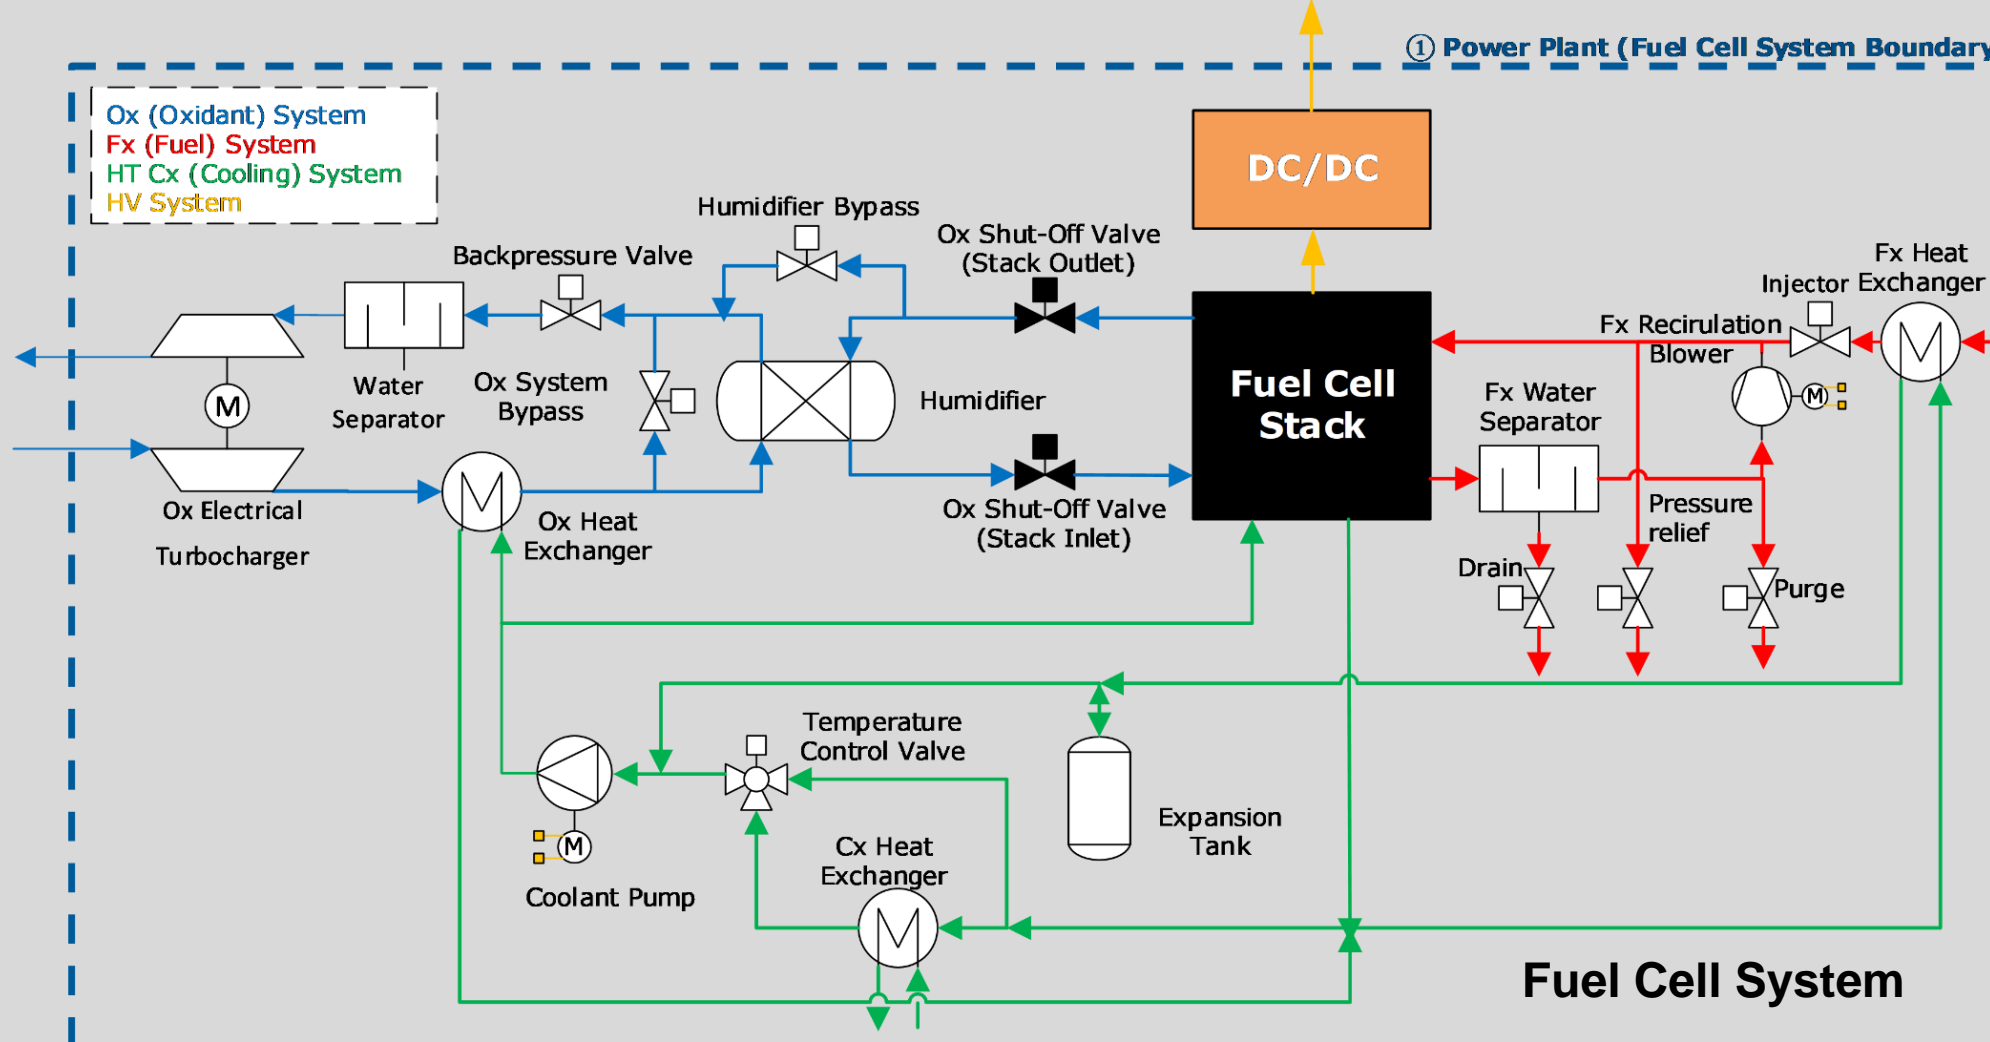 ① Power Plant (Fuel Cell System Boundary
Ox (Oxidant) System
Fx (Fuel) System
HT Cx (Cooling) System
HV System
DC/DC
Humidifier Bypass
Ox Shut-Off Valve
(Stack Outlet)
Backpressure Valve
Fx Heat
Exchanger
Injector
Fx Recirulation
Blower
Water
Separator
Ox System
Bypass
Humidifier
Fuel Cell
Stack
M
M
Fx Water
Separator
Ox Electrical
Turbocharger
Ox Heat
Exchanger
Ox Shut-Off Valve
(Stack Inlet)
Pressure
relief
Drain
Purge
Temperature
Control Valve
Expansion
Tank
M
Coolant Pump
Cx Heat
Exchanger
Fuel Cell System